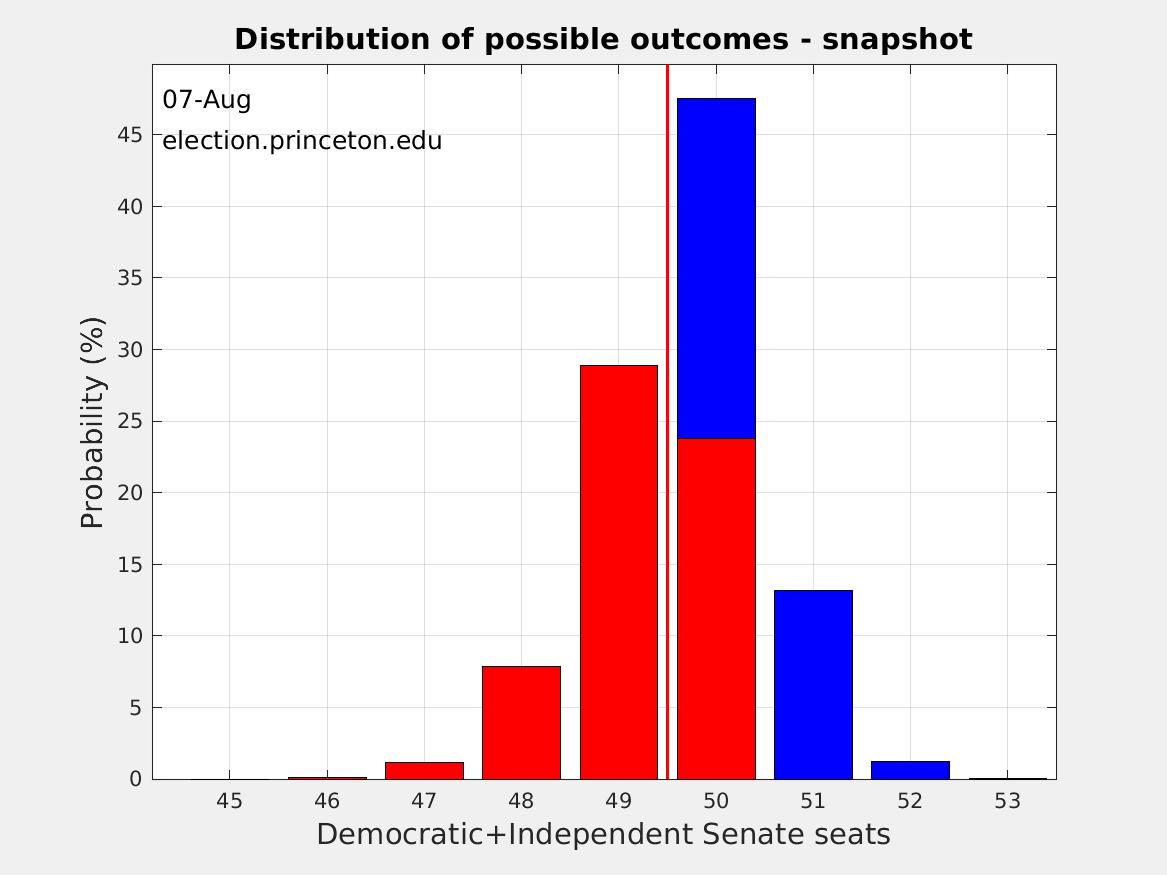 Distribution of possible outcomes - snapshot
07-Aug
election.princeton.edu
45
40
35
30
25
20
15
10
5
0
Probability (%)
45 46 47 48 49 50 51 52 53
Democratic+Independent Senate seats